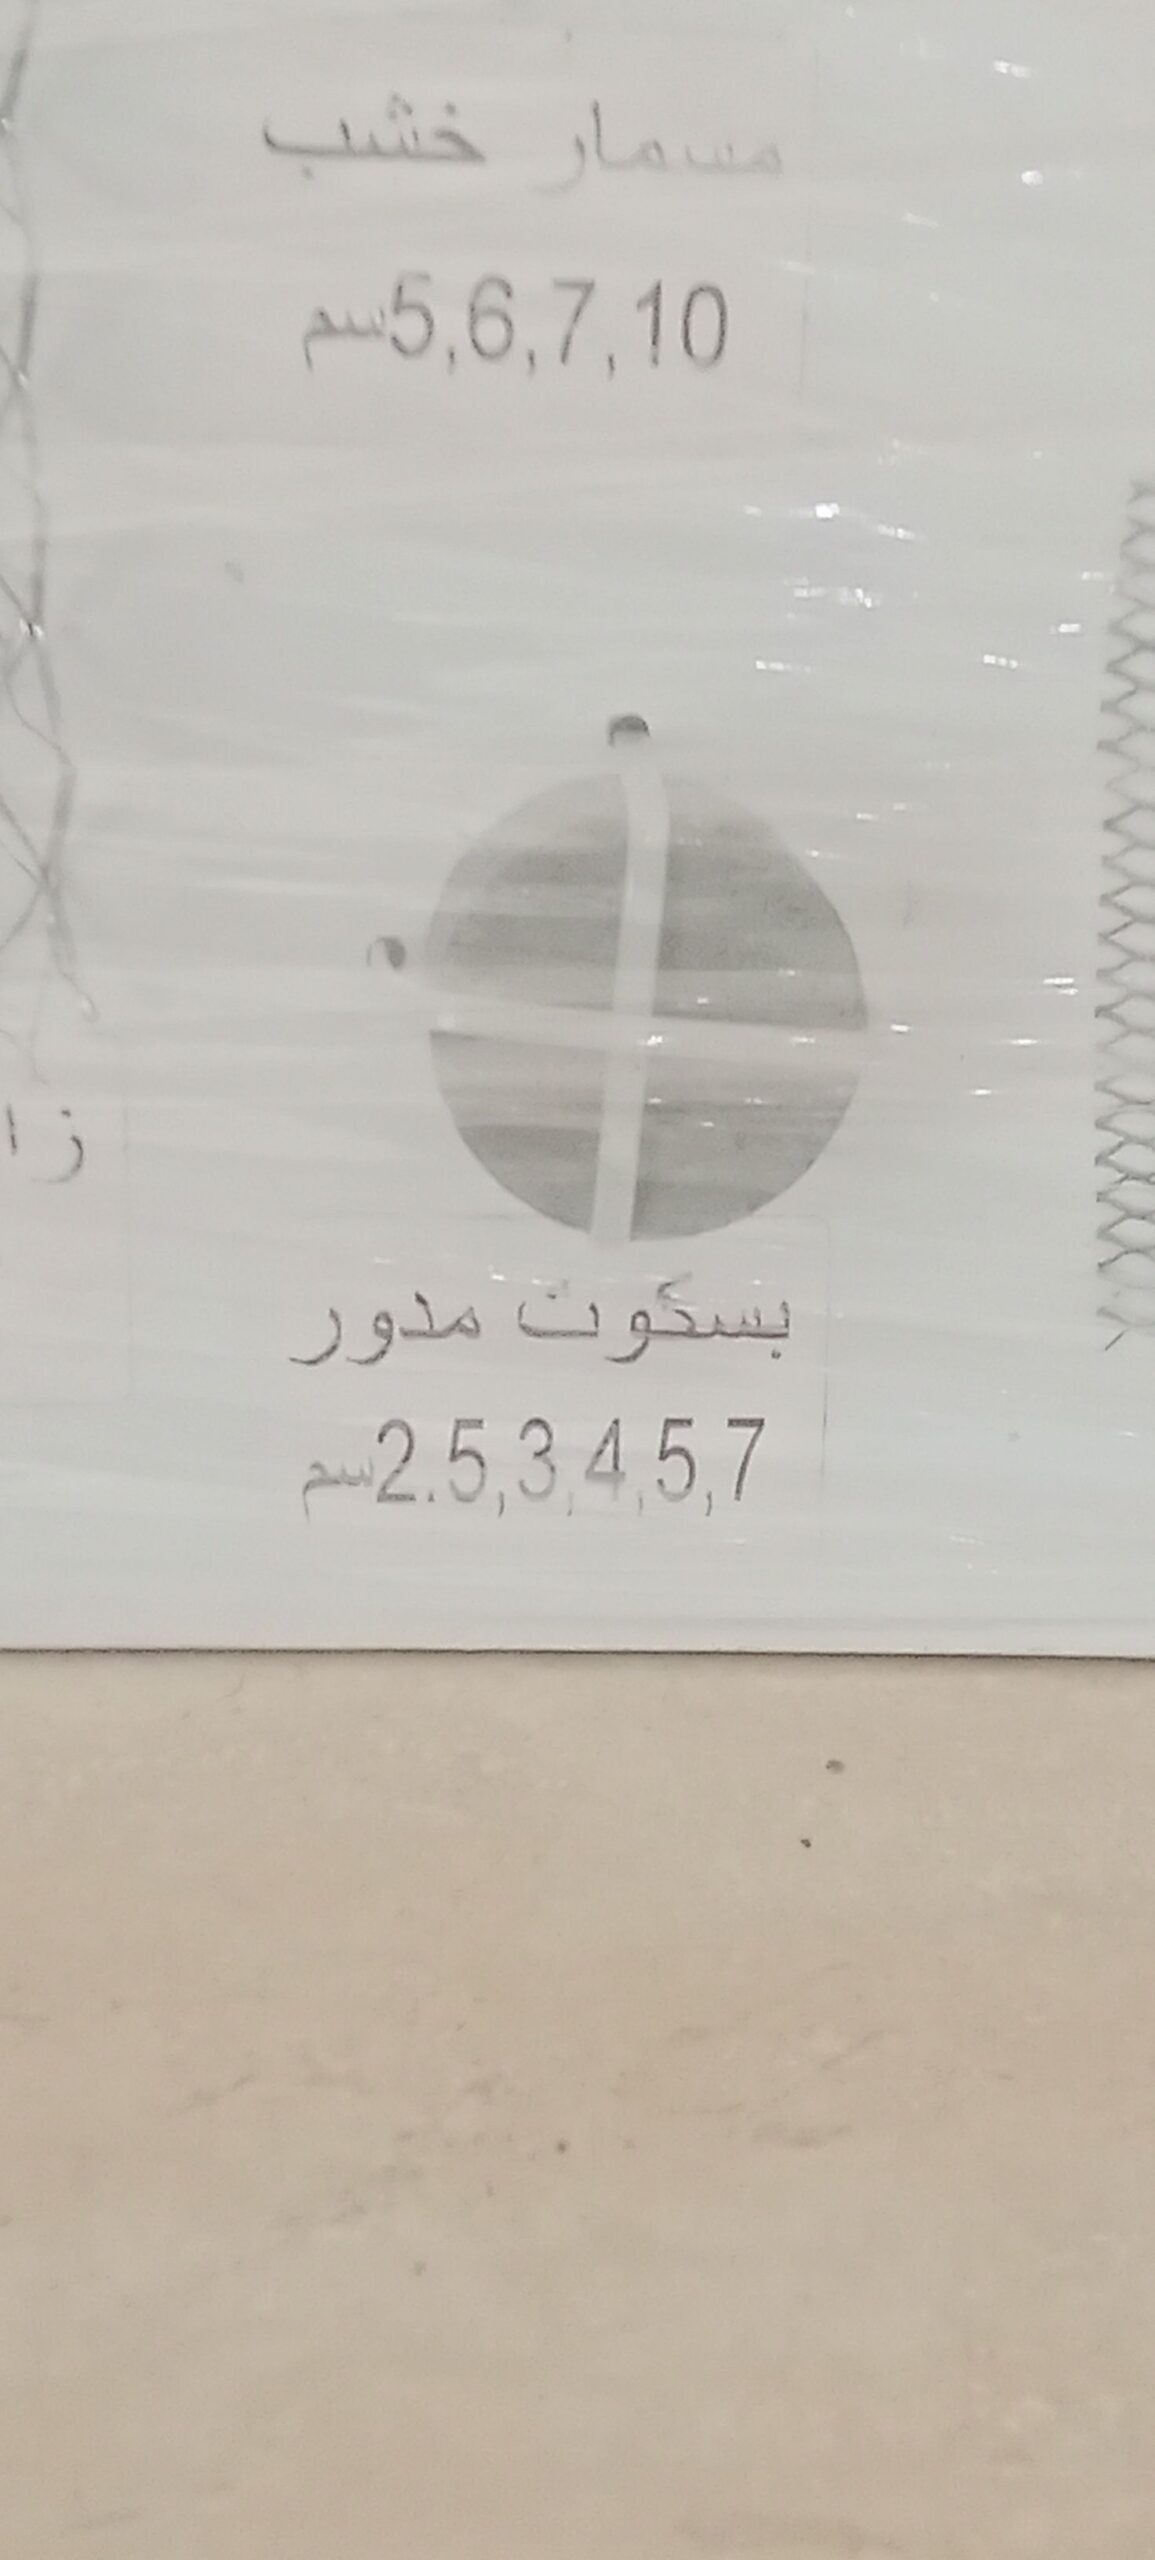 مسمار خشب
5,6,7,10سم
بسكوت مدور
2.5,3,4,5,7سم